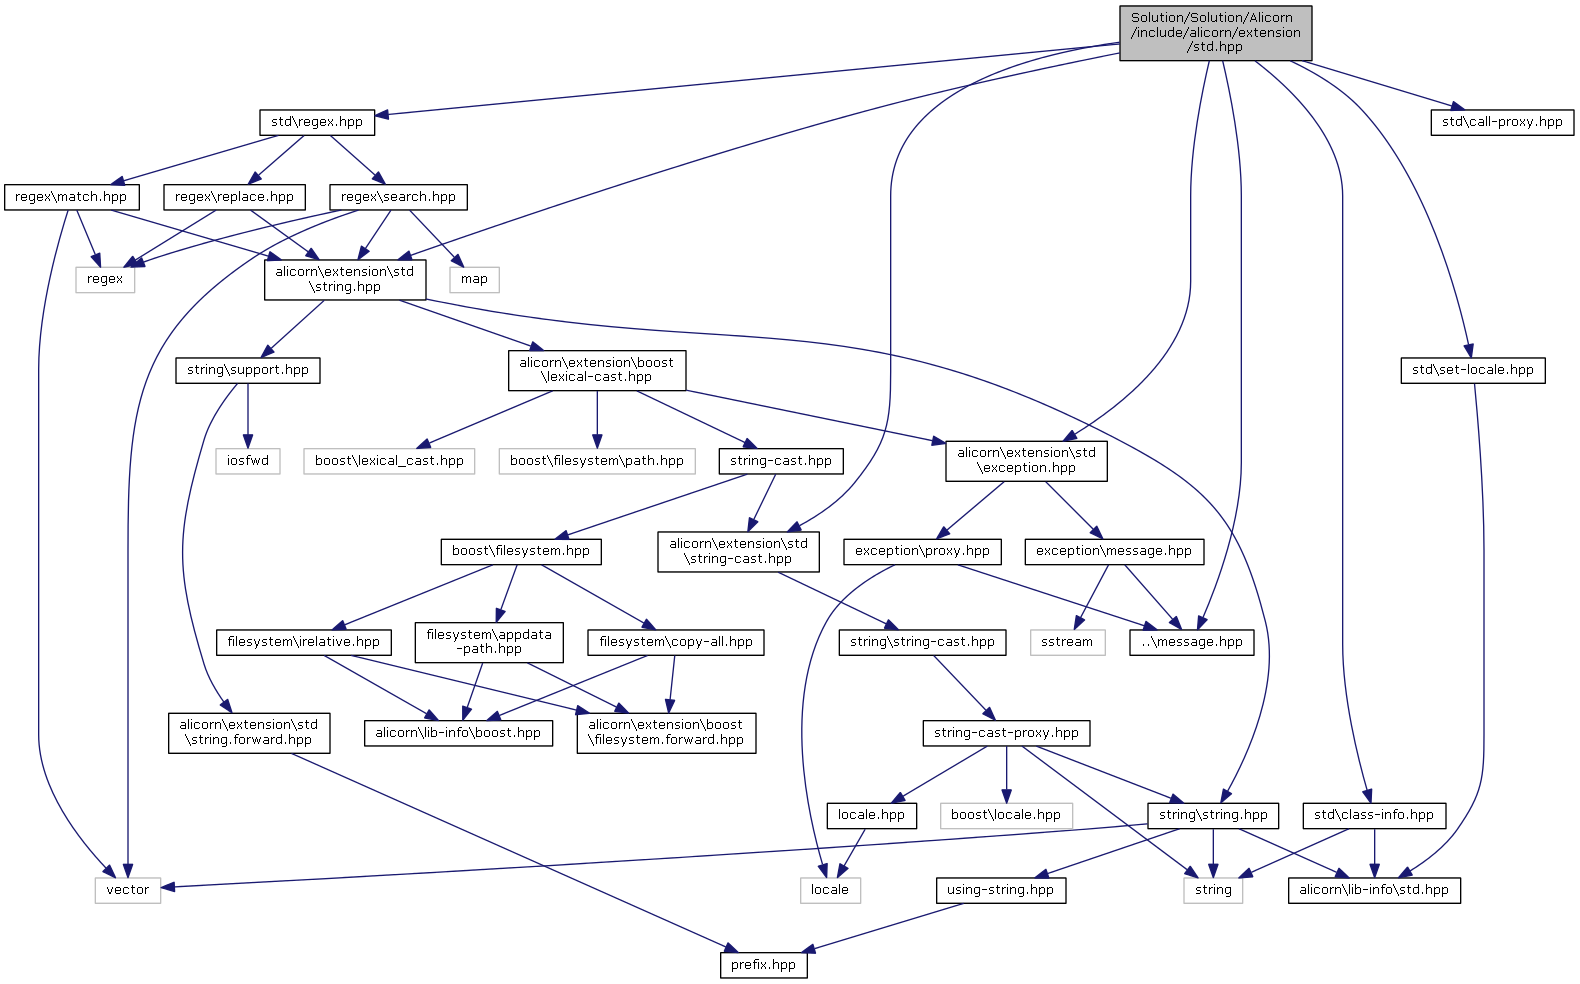 Solution/Solution/Alicorn
/include/alicorn/extension
/std.hpp
std\regex.hpp
std\call-proxy.hpp
regex\match.hpp
regex\replace.hpp
regex\search.hpp
regex
alicorn\extension\std
\string.hpp
map
string\support.hpp
alicorn\extension\boost
\lexical-cast.hpp
std\set-locale.hpp
iosfwd
boost\lexical_cast.hpp
boost\filesystem\path.hpp
string-cast.hpp
alicorn\extension\std
\exception.hpp
boost\filesystem.hpp
alicorn\extension\std
\string-cast.hpp
exception\proxy.hpp
exception\message.hpp
filesystem\irelative.hpp
filesystem\appdata
-path.hpp
filesystem\copy-all.hpp
string\string-cast.hpp
sstream
..\message.hpp
alicorn\extension\std
\string.forward.hpp
alicorn\lib-info\boost.hpp
alicorn\extension\boost
\filesystem.forward.hpp
string-cast-proxy.hpp
locale.hpp
boost\locale.hpp
string\string.hpp
std\class-info.hpp
vector
locale
using-string.hpp
string
alicorn\lib-info\std.hpp
prefix.hpp